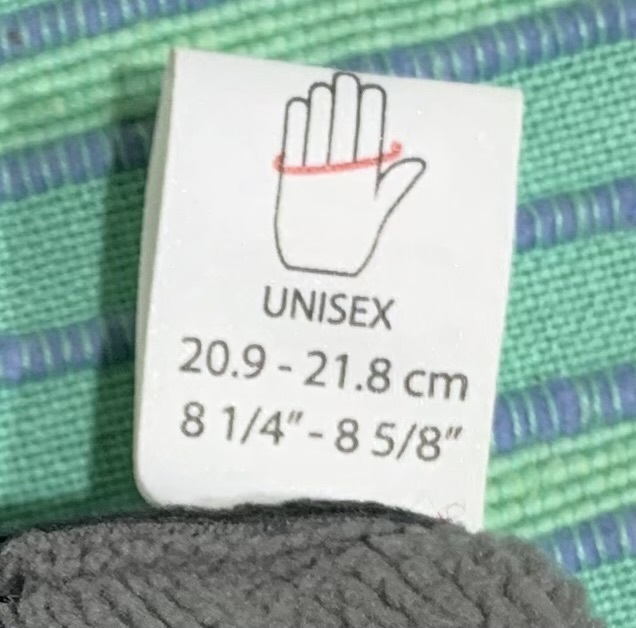 UNISEX
20.9 - 21.8 cm
8 1/4" - 8 5/8"